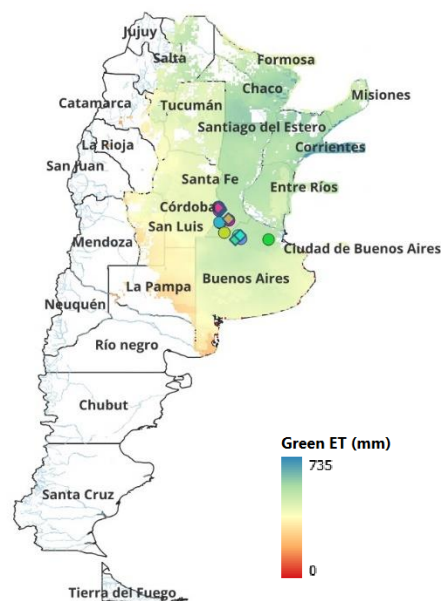 Jujuy
Salta
Formosa
Chaco
Misiones
Catamarca
Tucumán
Santiago del Estero
La Rioja
Corrientes
San Juan
Santa Fe
Entre Ríos
Córdoba
San Luis
Mendoza
Ciudad de Buenos Aires
Buenos Aires
La Pampa
Neuquén
Río negro
Chubut
Green ET (mm)
735
Santa Cruz
0
Tierra del Fuego